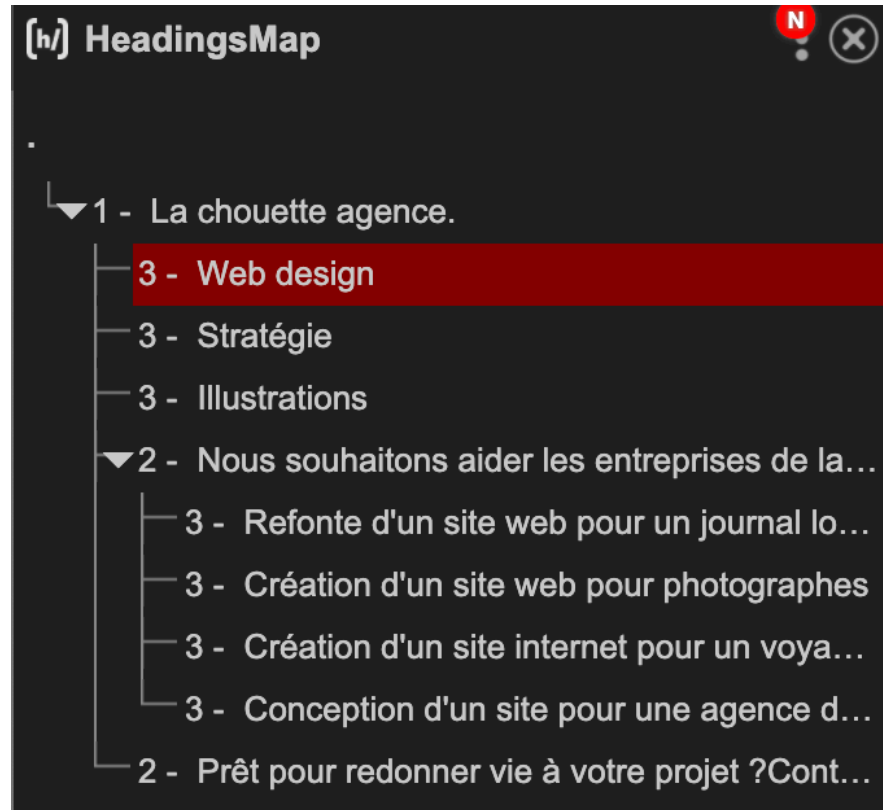 [h/] HeadingsMap
N
.
1 - La chouette agence.
3 - Web design
3 - Stratégie
3 - Illustrations
2 - Nous souhaitons aider les entreprises de la…
3 - Refonte d'un site web pour un journal lo…
3 - Création d'un site web pour photographes
3 - Création d'un site internet pour un voya…
3 - Conception d'un site pour une agence d…
2 - Prêt pour redonner vie à votre projet ?Cont…